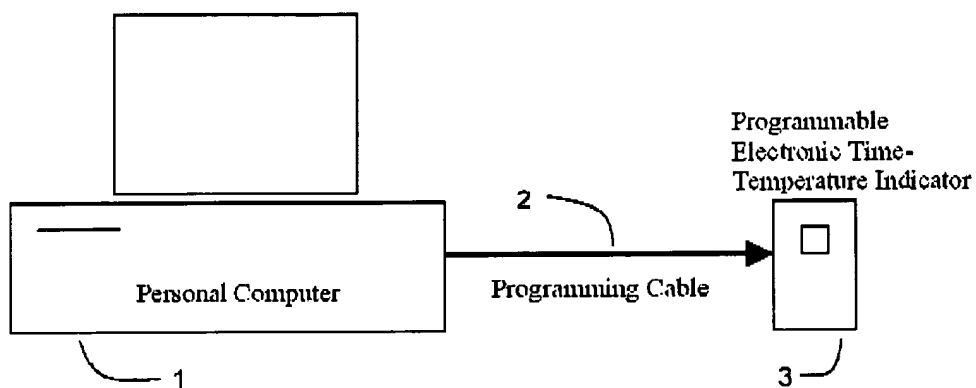 Programmable
Electronic Time-
Temperature Indicator
2
Personal Computer
Programming Cable
1
3